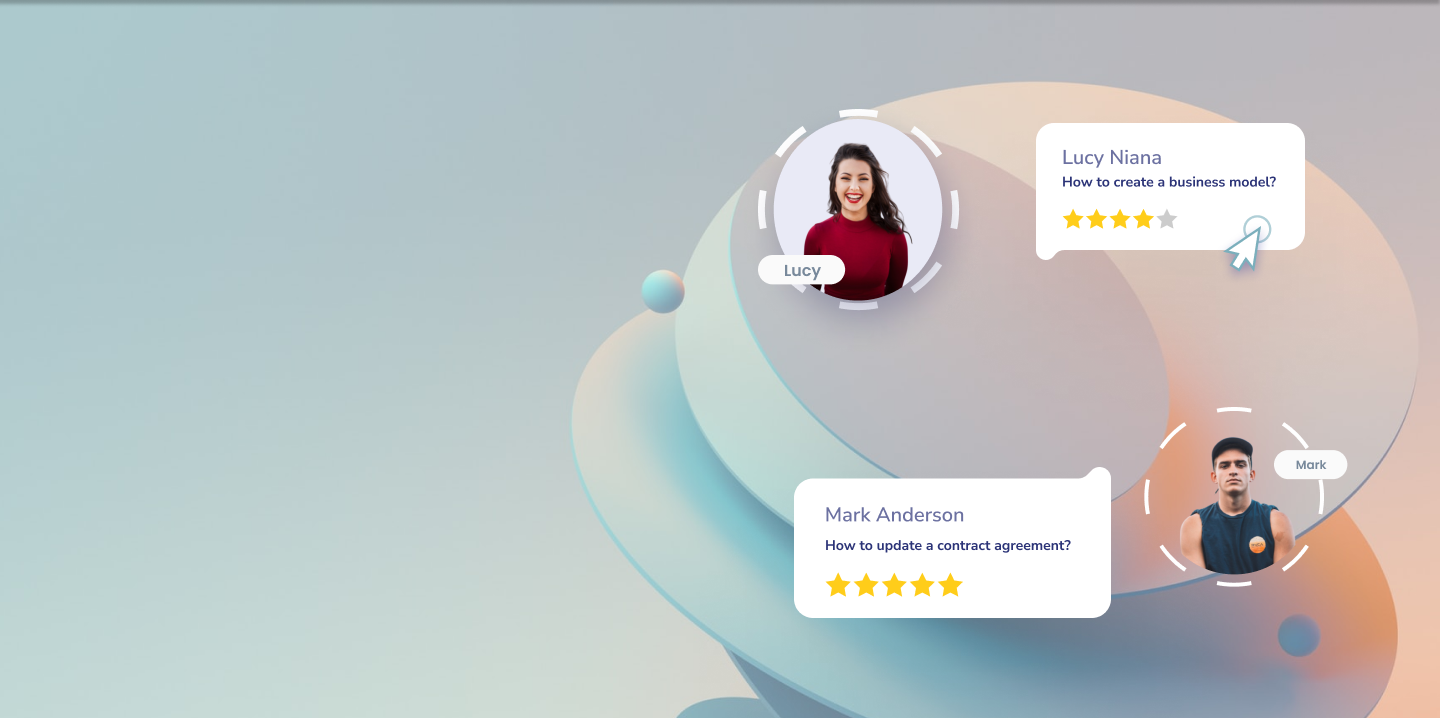 Lucy Niana
How to create a business model?
Lucy
Mark
Mark Anderson
How to update a contract agreement?